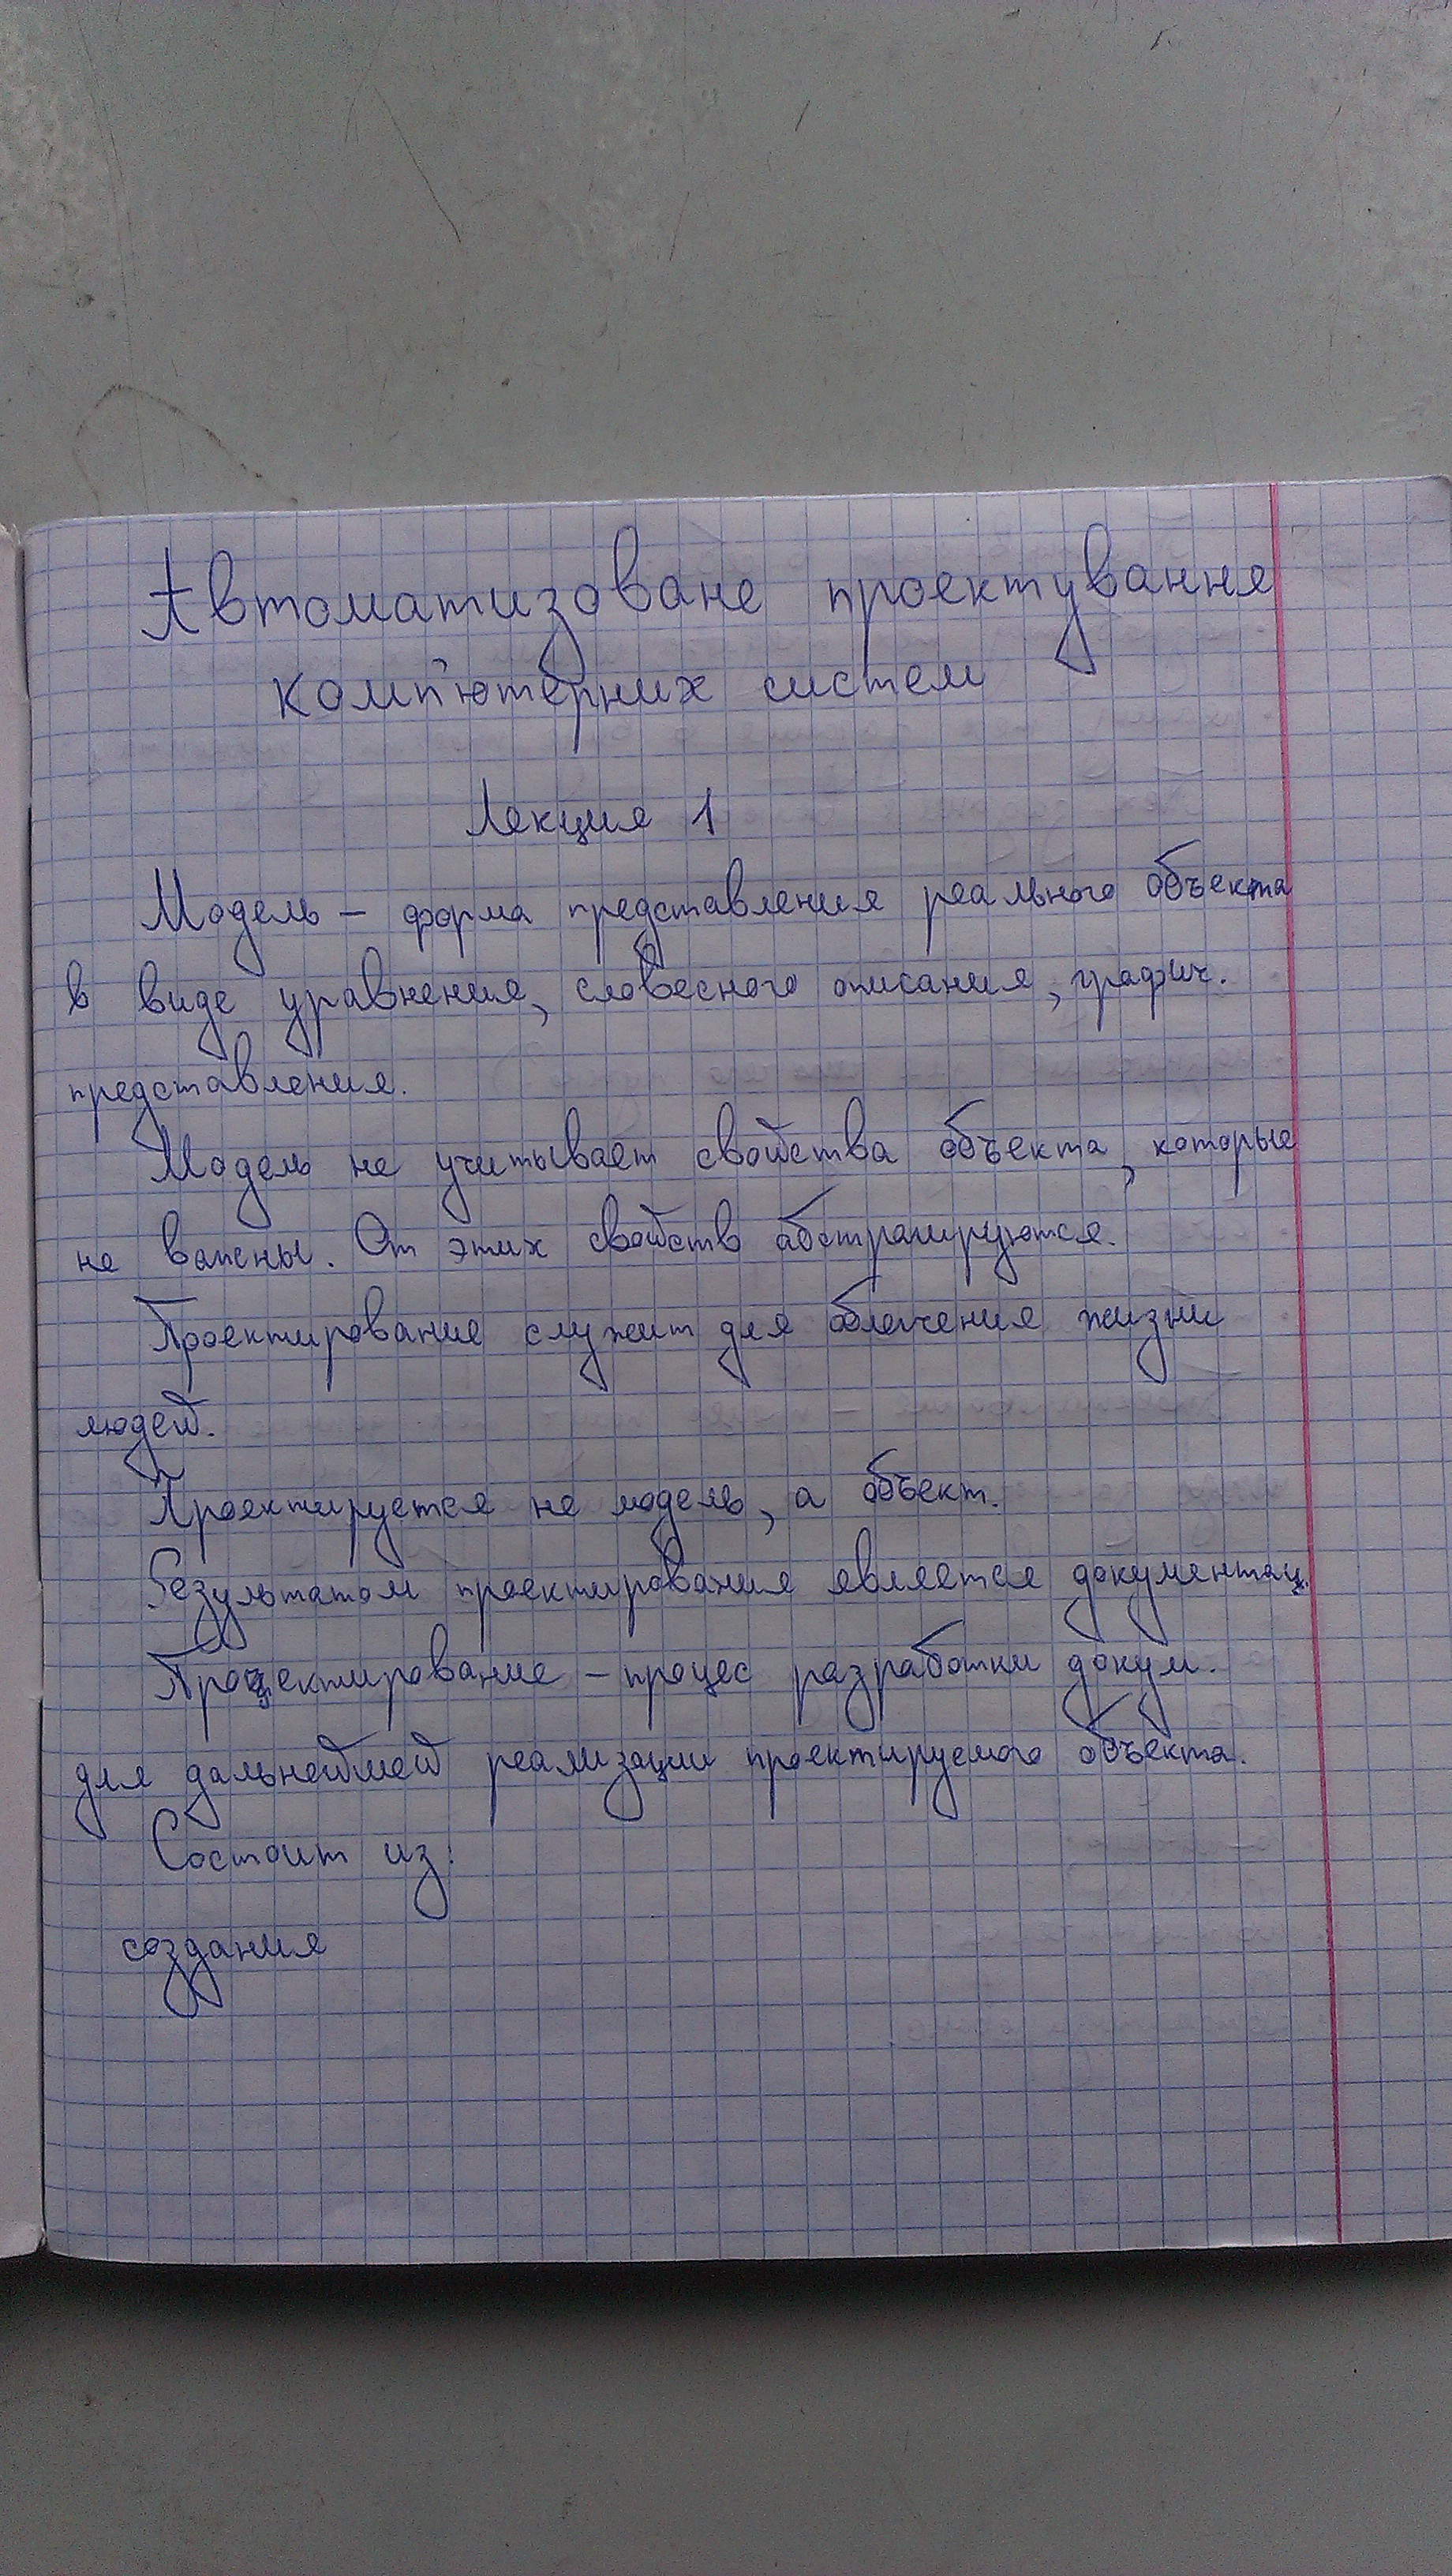 Автоматизоване проектування
комп'ютерних систем
Лекция 1
Модель – форма представления реального объекта
в виде уравнения, словесного описания, графич.
представления.
Модель не учитывает свойства объекта, которые
не важны. От этих свойств абстрагируются.
Проектирование служит для облегчения жизни
людей.
Проектируется не модель, а объект.
Результатом проектирования является документац.
Проектирование – процес разработки докум.
для дальнейшей реализации проектируемого объекта.
Состоит из:
создания